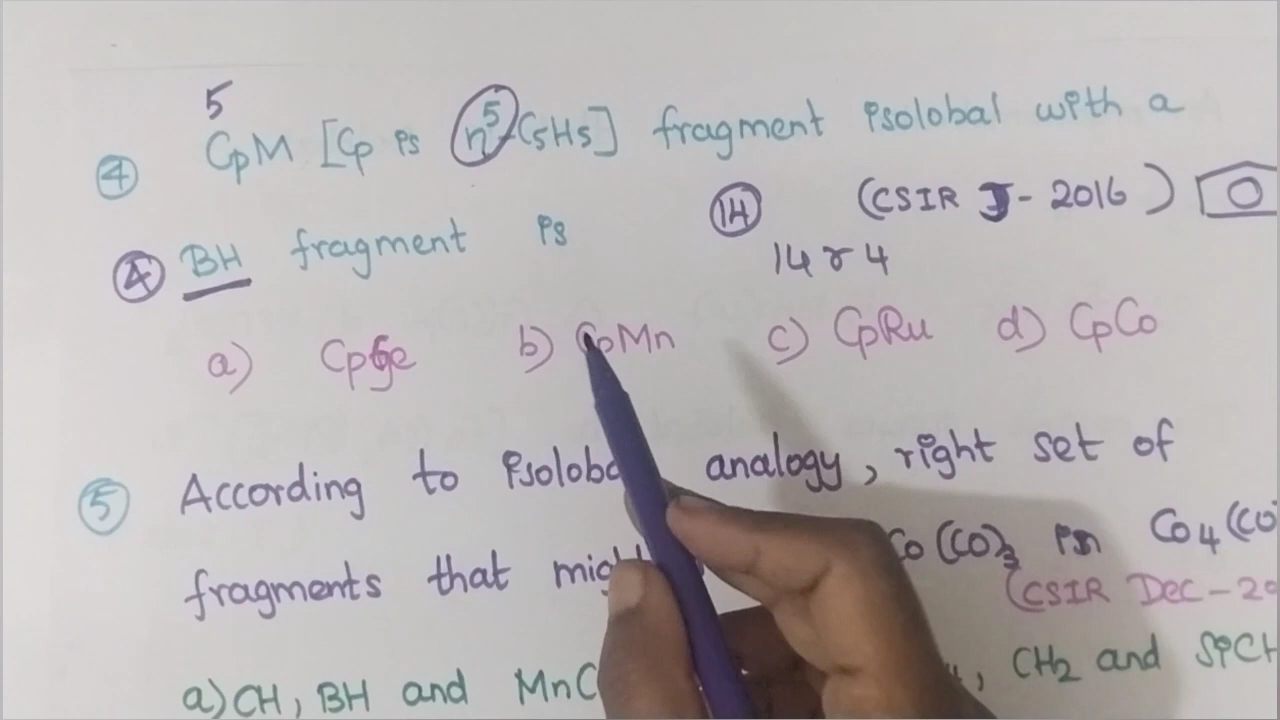 5
④ CpM [Cp is η⁵-C₅H₅] fragment isolobal with a
⑭ (CSIR J- 2016)
④ BH fragment is
14 r 4
a) CpGe b) CpMn c) CpRu d) CpCo
⑤ According to isoloba analogy, right set of
fragments that mig Co(CO)₃ in Co₄(CO)
(CSIR Dec-20
a) CH, BH and MnC , CH₂ and SiCH